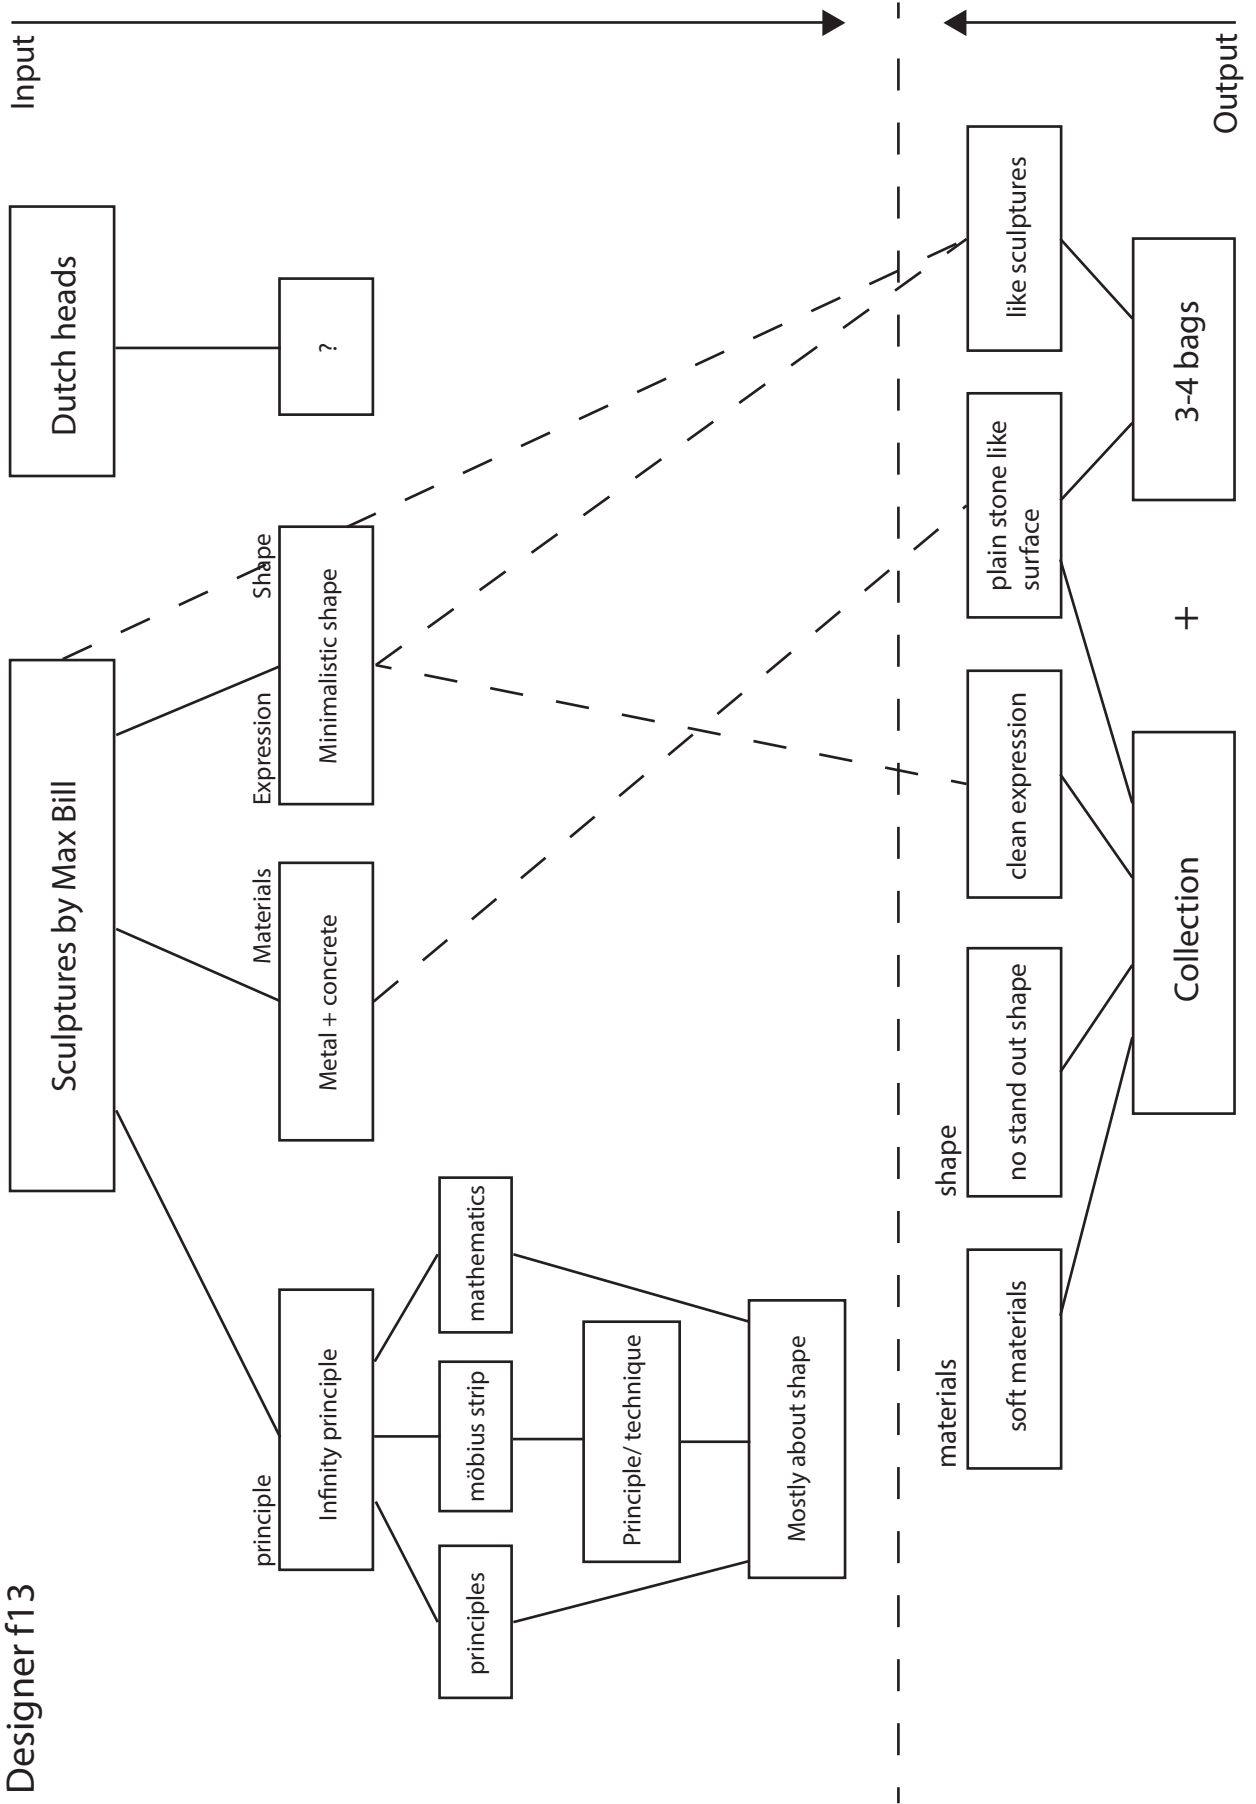 Designer f13
Input
Sculptures by Max Bill
Dutch heads
principle
Materials
Expression
Shape
Infinity principle
Metal + concrete
Minimalistic shape
?
principles
möbius strip
mathematics
Principle/ technique
Mostly about shape
materials
shape
soft materials
no stand out shape
clean expression
plain stone like
surface
like sculptures
Collection
+
3-4 bags
Output